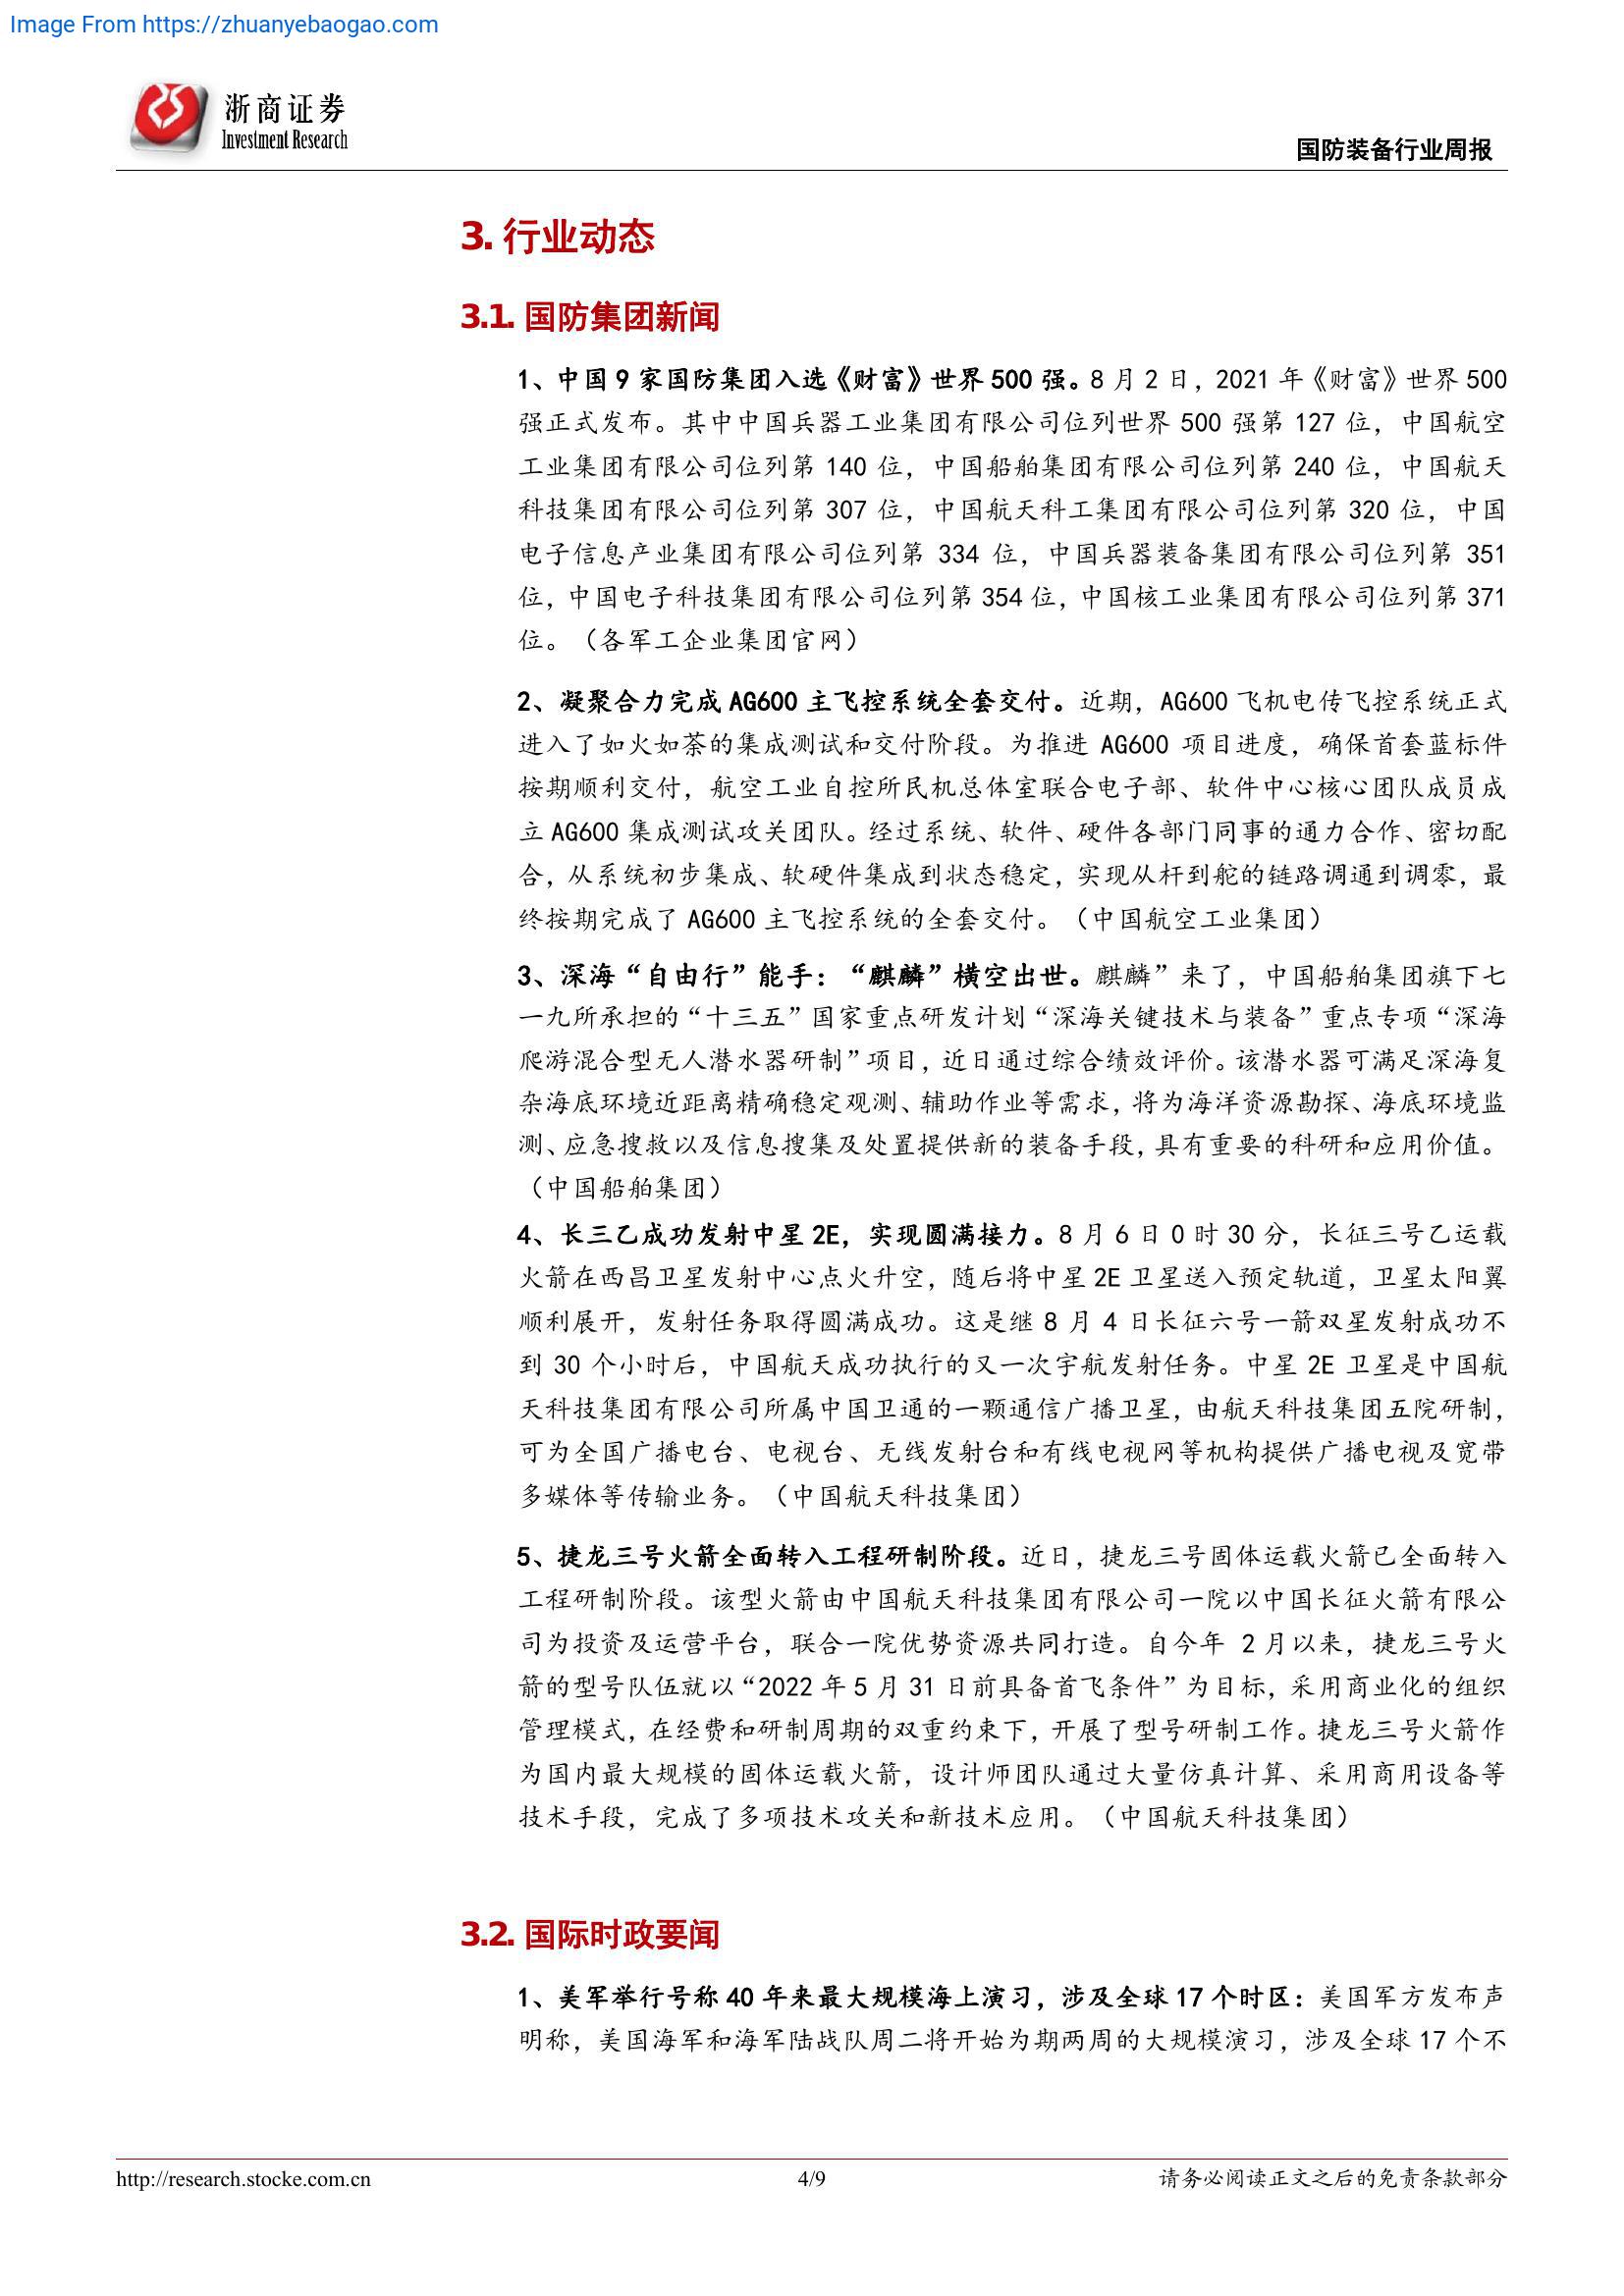 Image From https://zhuanyebaogao.com
浙商证券
Investment Research
国防装备行业周报
3. 行业动态
3.1. 国防集团新闻
1、中国 9 家国防集团入选《财富》世界 500 强。8 月 2 日，2021 年《财富》世界 500
强正式发布。其中中国兵器工业集团有限公司位列世界 500 强第 127 位，中国航空
工业集团有限公司位列第 140 位，中国船舶集团有限公司位列第 240 位，中国航天
科技集团有限公司位列第 307 位，中国航天科工集团有限公司位列第 320 位，中国
电子信息产业集团有限公司位列第 334 位，中国兵器装备集团有限公司位列第 351
位，中国电子科技集团有限公司位列第 354 位，中国核工业集团有限公司位列第 371
位。（各军工企业集团官网）
2、凝聚合力完成 AG600 主飞控系统全套交付。近期，AG600 飞机电传飞控系统正式
进入了如火如荼的集成测试和交付阶段。为推进 AG600 项目进度，确保首套蓝标件
按期顺利交付，航空工业自控所民机总体室联合电子部、软件中心核心团队成员成
立 AG600 集成测试攻关团队。经过系统、软件、硬件各部门同事的通力合作、密切配
合，从系统初步集成、软硬件集成到状态稳定，实现从杆到舵的链路调通到调零，最
终按期完成了 AG600 主飞控系统的全套交付。（中国航空工业集团）
3、深海“自由行”能手：“麒麟”横空出世。麒麟”来了，中国船舶集团旗下七
一九所承担的“十三五”国家重点研发计划“深海关键技术与装备”重点专项“深海
爬游混合型无人潜水器研制”项目，近日通过综合绩效评价。该潜水器可满足深海复
杂海底环境近距离精确稳定观测、辅助作业等需求，将为海洋资源勘探、海底环境监
测、应急搜救以及信息搜集及处置提供新的装备手段，具有重要的科研和应用价值。
（中国船舶集团）
4、长三乙成功发射中星 2E，实现圆满接力。8 月 6 日 0 时 30 分，长征三号乙运载
火箭在西昌卫星发射中心点火升空，随后将中星 2E 卫星送入预定轨道，卫星太阳翼
顺利展开，发射任务取得圆满成功。这是继 8 月 4 日长征六号一箭双星发射成功不
到 30 个小时后，中国航天成功执行的又一次宇航发射任务。中星 2E 卫星是中国航
天科技集团有限公司所属中国卫通的一颗通信广播卫星，由航天科技集团五院研制，
可为全国广播电台、电视台、无线发射台和有线电视网等机构提供广播电视及宽带
多媒体等传输业务。（中国航天科技集团）
5、捷龙三号火箭全面转入工程研制阶段。近日，捷龙三号固体运载火箭已全面转入
工程研制阶段。该型火箭由中国航天科技集团有限公司一院以中国长征火箭有限公
司为投资及运营平台，联合一院优势资源共同打造。自今年 2 月以来，捷龙三号火
箭的型号队伍就以“2022 年 5 月 31 日前具备首飞条件”为目标，采用商业化的组织
管理模式，在经费和研制周期的双重约束下，开展了型号研制工作。捷龙三号火箭作
为国内最大规模的固体运载火箭，设计师团队通过大量仿真计算、采用商用设备等
技术手段，完成了多项技术攻关和新技术应用。（中国航天科技集团）
3.2. 国际时政要闻
1、美军举行号称 40 年来最大规模海上演习，涉及全球 17 个时区：美国军方发布声
明称，美国海军和海军陆战队周二将开始为期两周的大规模演习，涉及全球 17 个不
http://research.stocke.com.cn
4/9
请务必阅读正文之后的免责条款部分